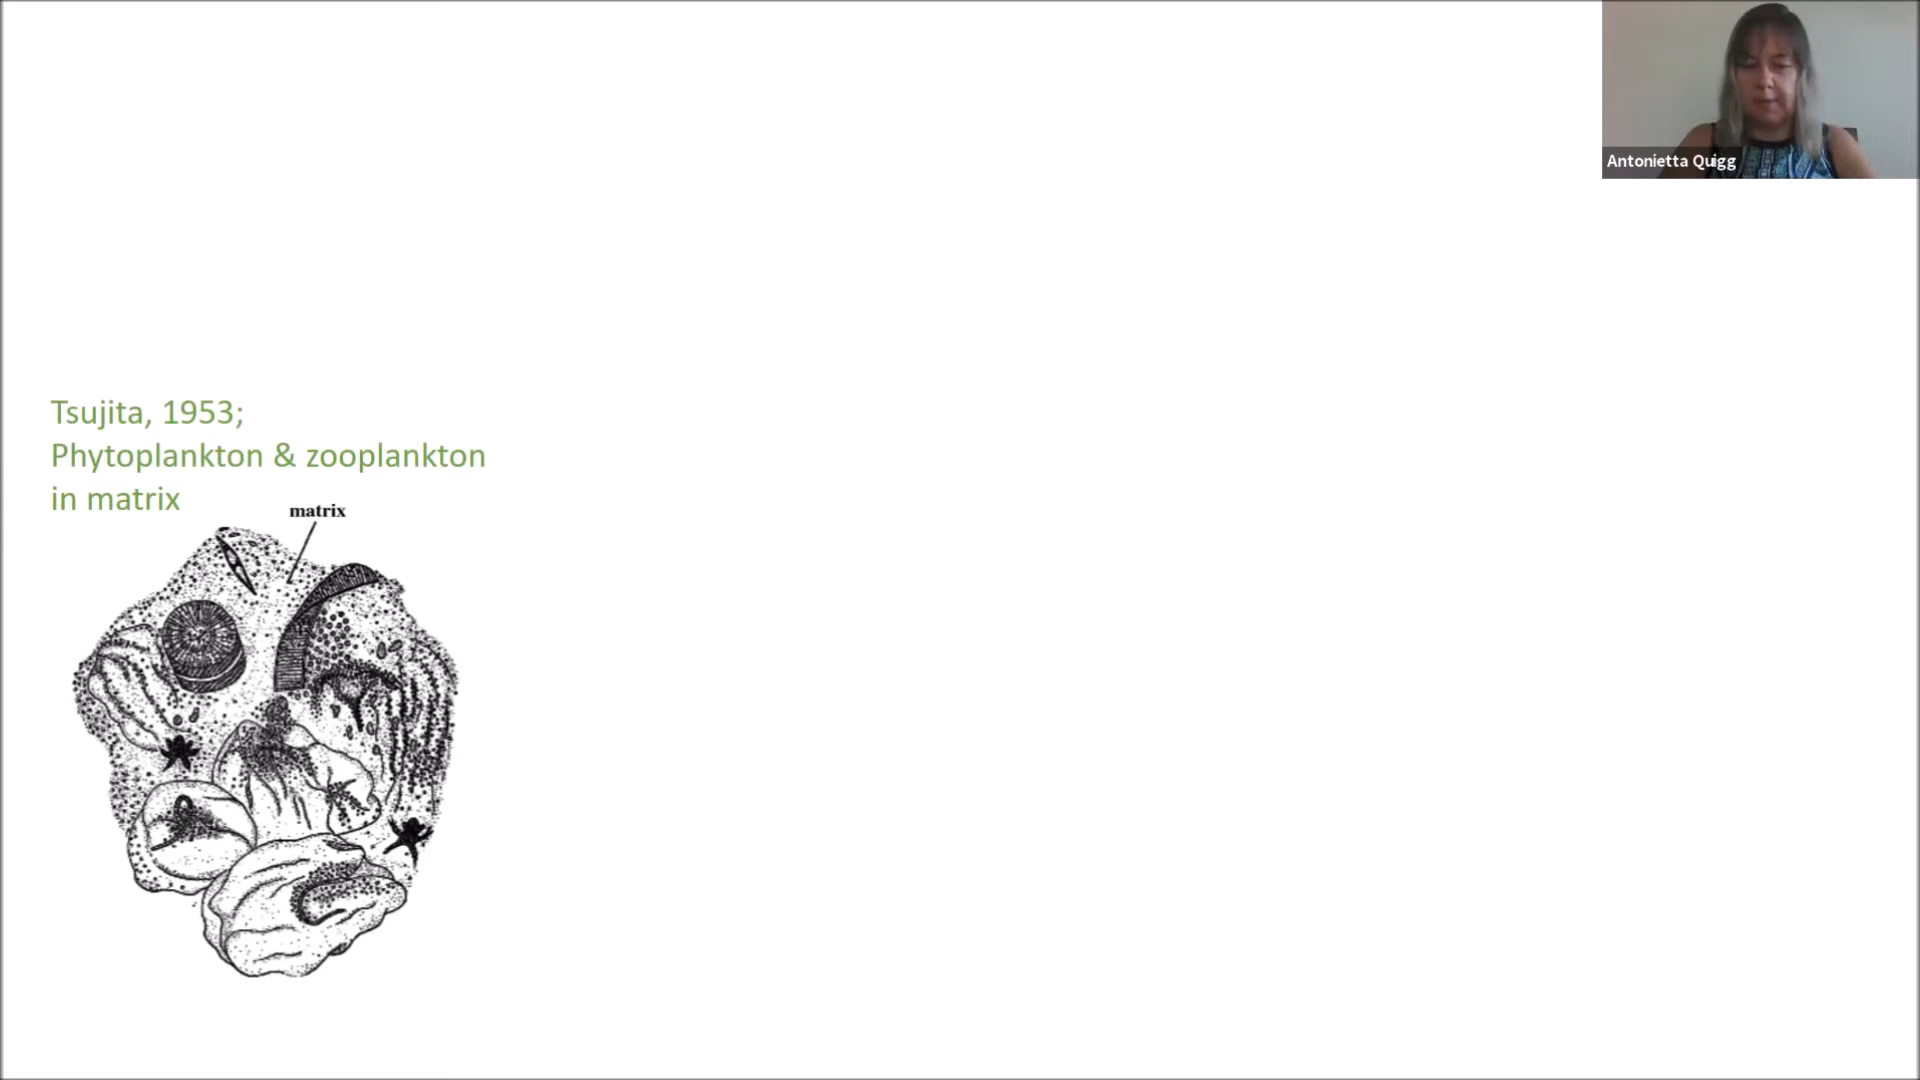 Antonietta Quigg
Tsujita, 1953;
Phytoplankton & zooplankton
in matrix
matrix